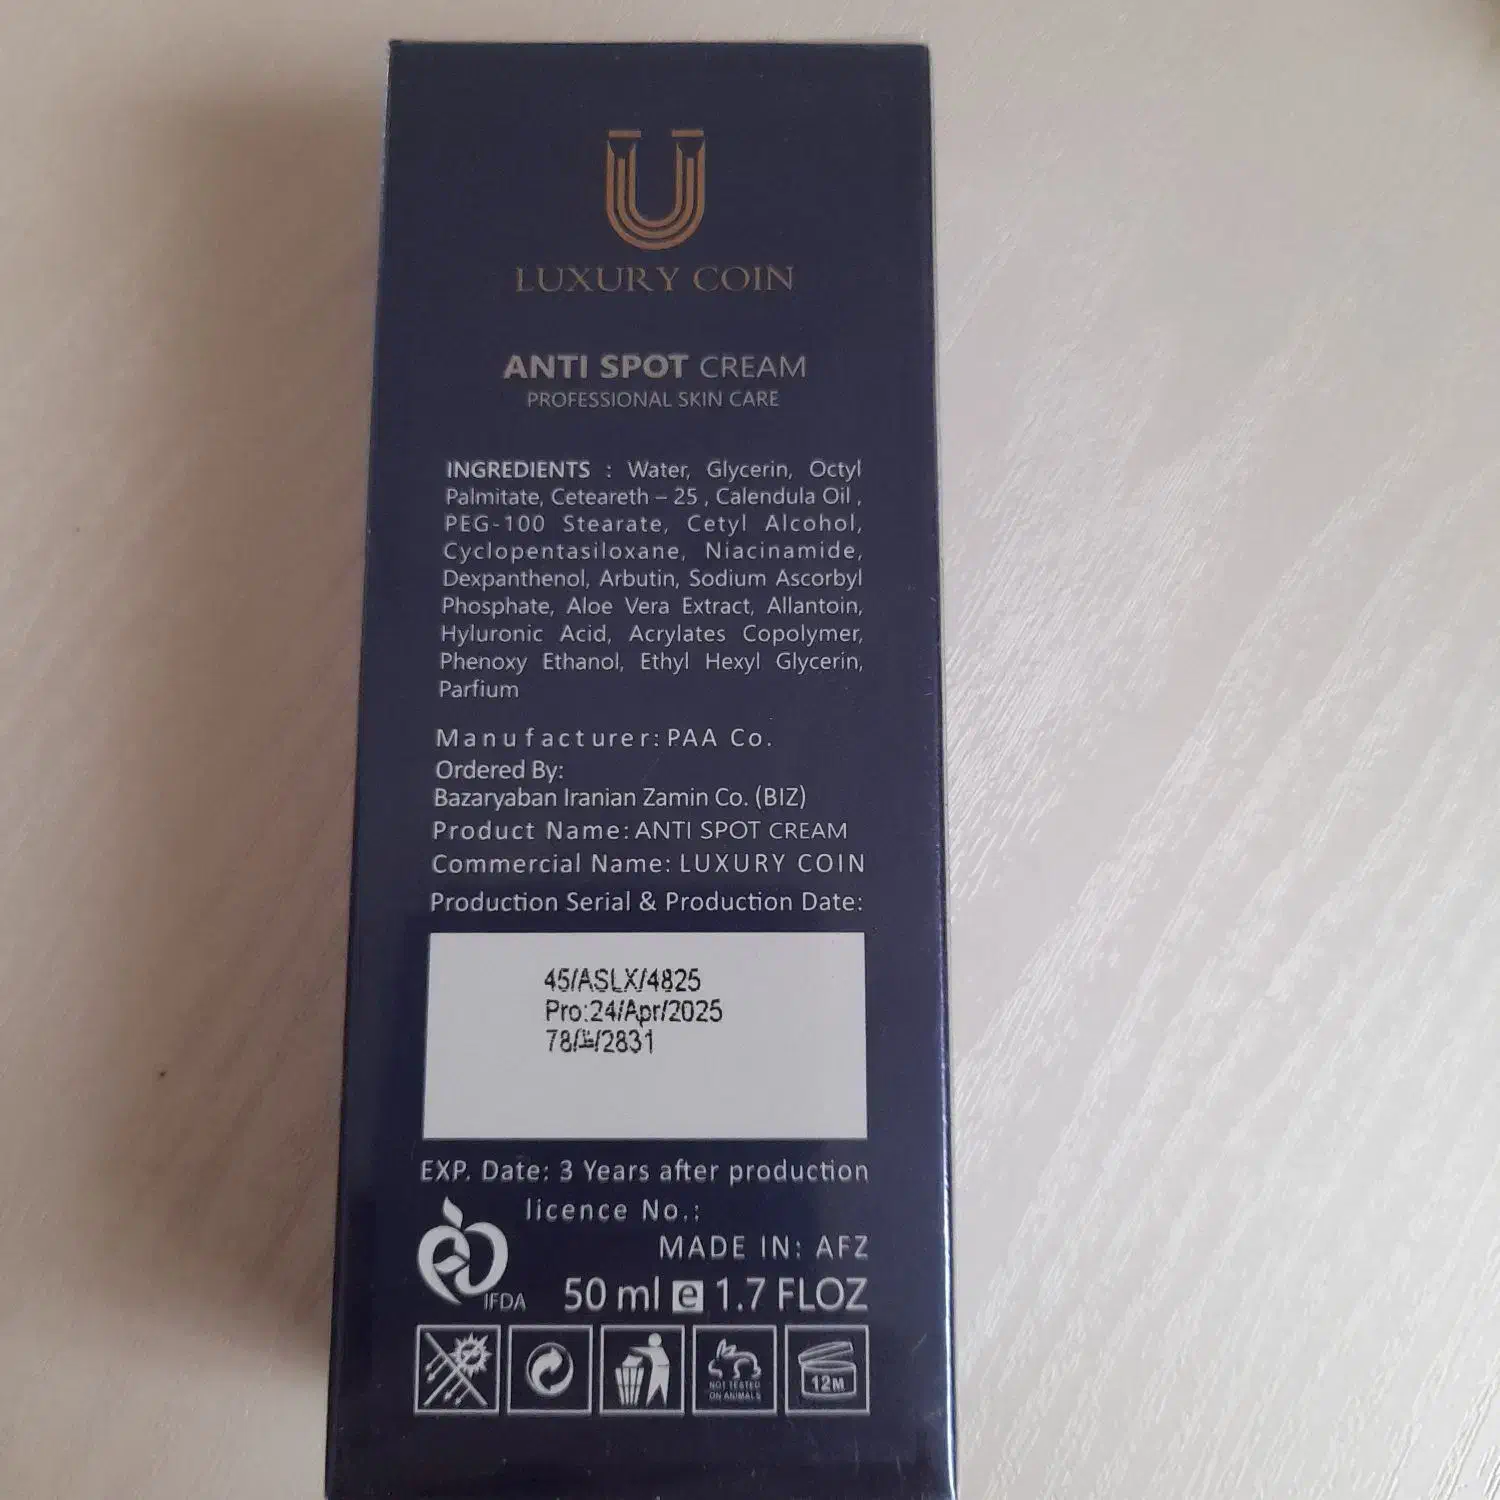 LUXURY COIN
ANTI SPOT CREAM
PROFESSIONAL SKIN CARE
INGREDIENTS : Water, Glycerin, Octyl
Palmitate, Ceteareth – 25 , Calendula Oil ,
PEG-100 Stearate, Cetyl Alcohol,
Cyclopentasiloxane, Niacinamide,
Dexpanthenol, Arbutin, Sodium Ascorbyl
Phosphate, Aloe Vera Extract, Allantoin,
Hyluronic Acid, Acrylates Copolymer,
Phenoxy Ethanol, Ethyl Hexyl Glycerin,
Parfium
Manufacturer: PAA Co.
Ordered By:
Bazaryaban Iranian Zamin Co. (BIZ)
Product Name: ANTI SPOT CREAM
Commercial Name: LUXURY COIN
Production Serial & Production Date:
45/ASLX/4825
Pro:24/Apr/2025
78/ /2831
EXP. Date: 3 Years after production
licence No.:
MADE IN: AFZ
IFDA
50 ml e 1.7 FLOZ
NOT TESTED
ON ANIMALS
12M